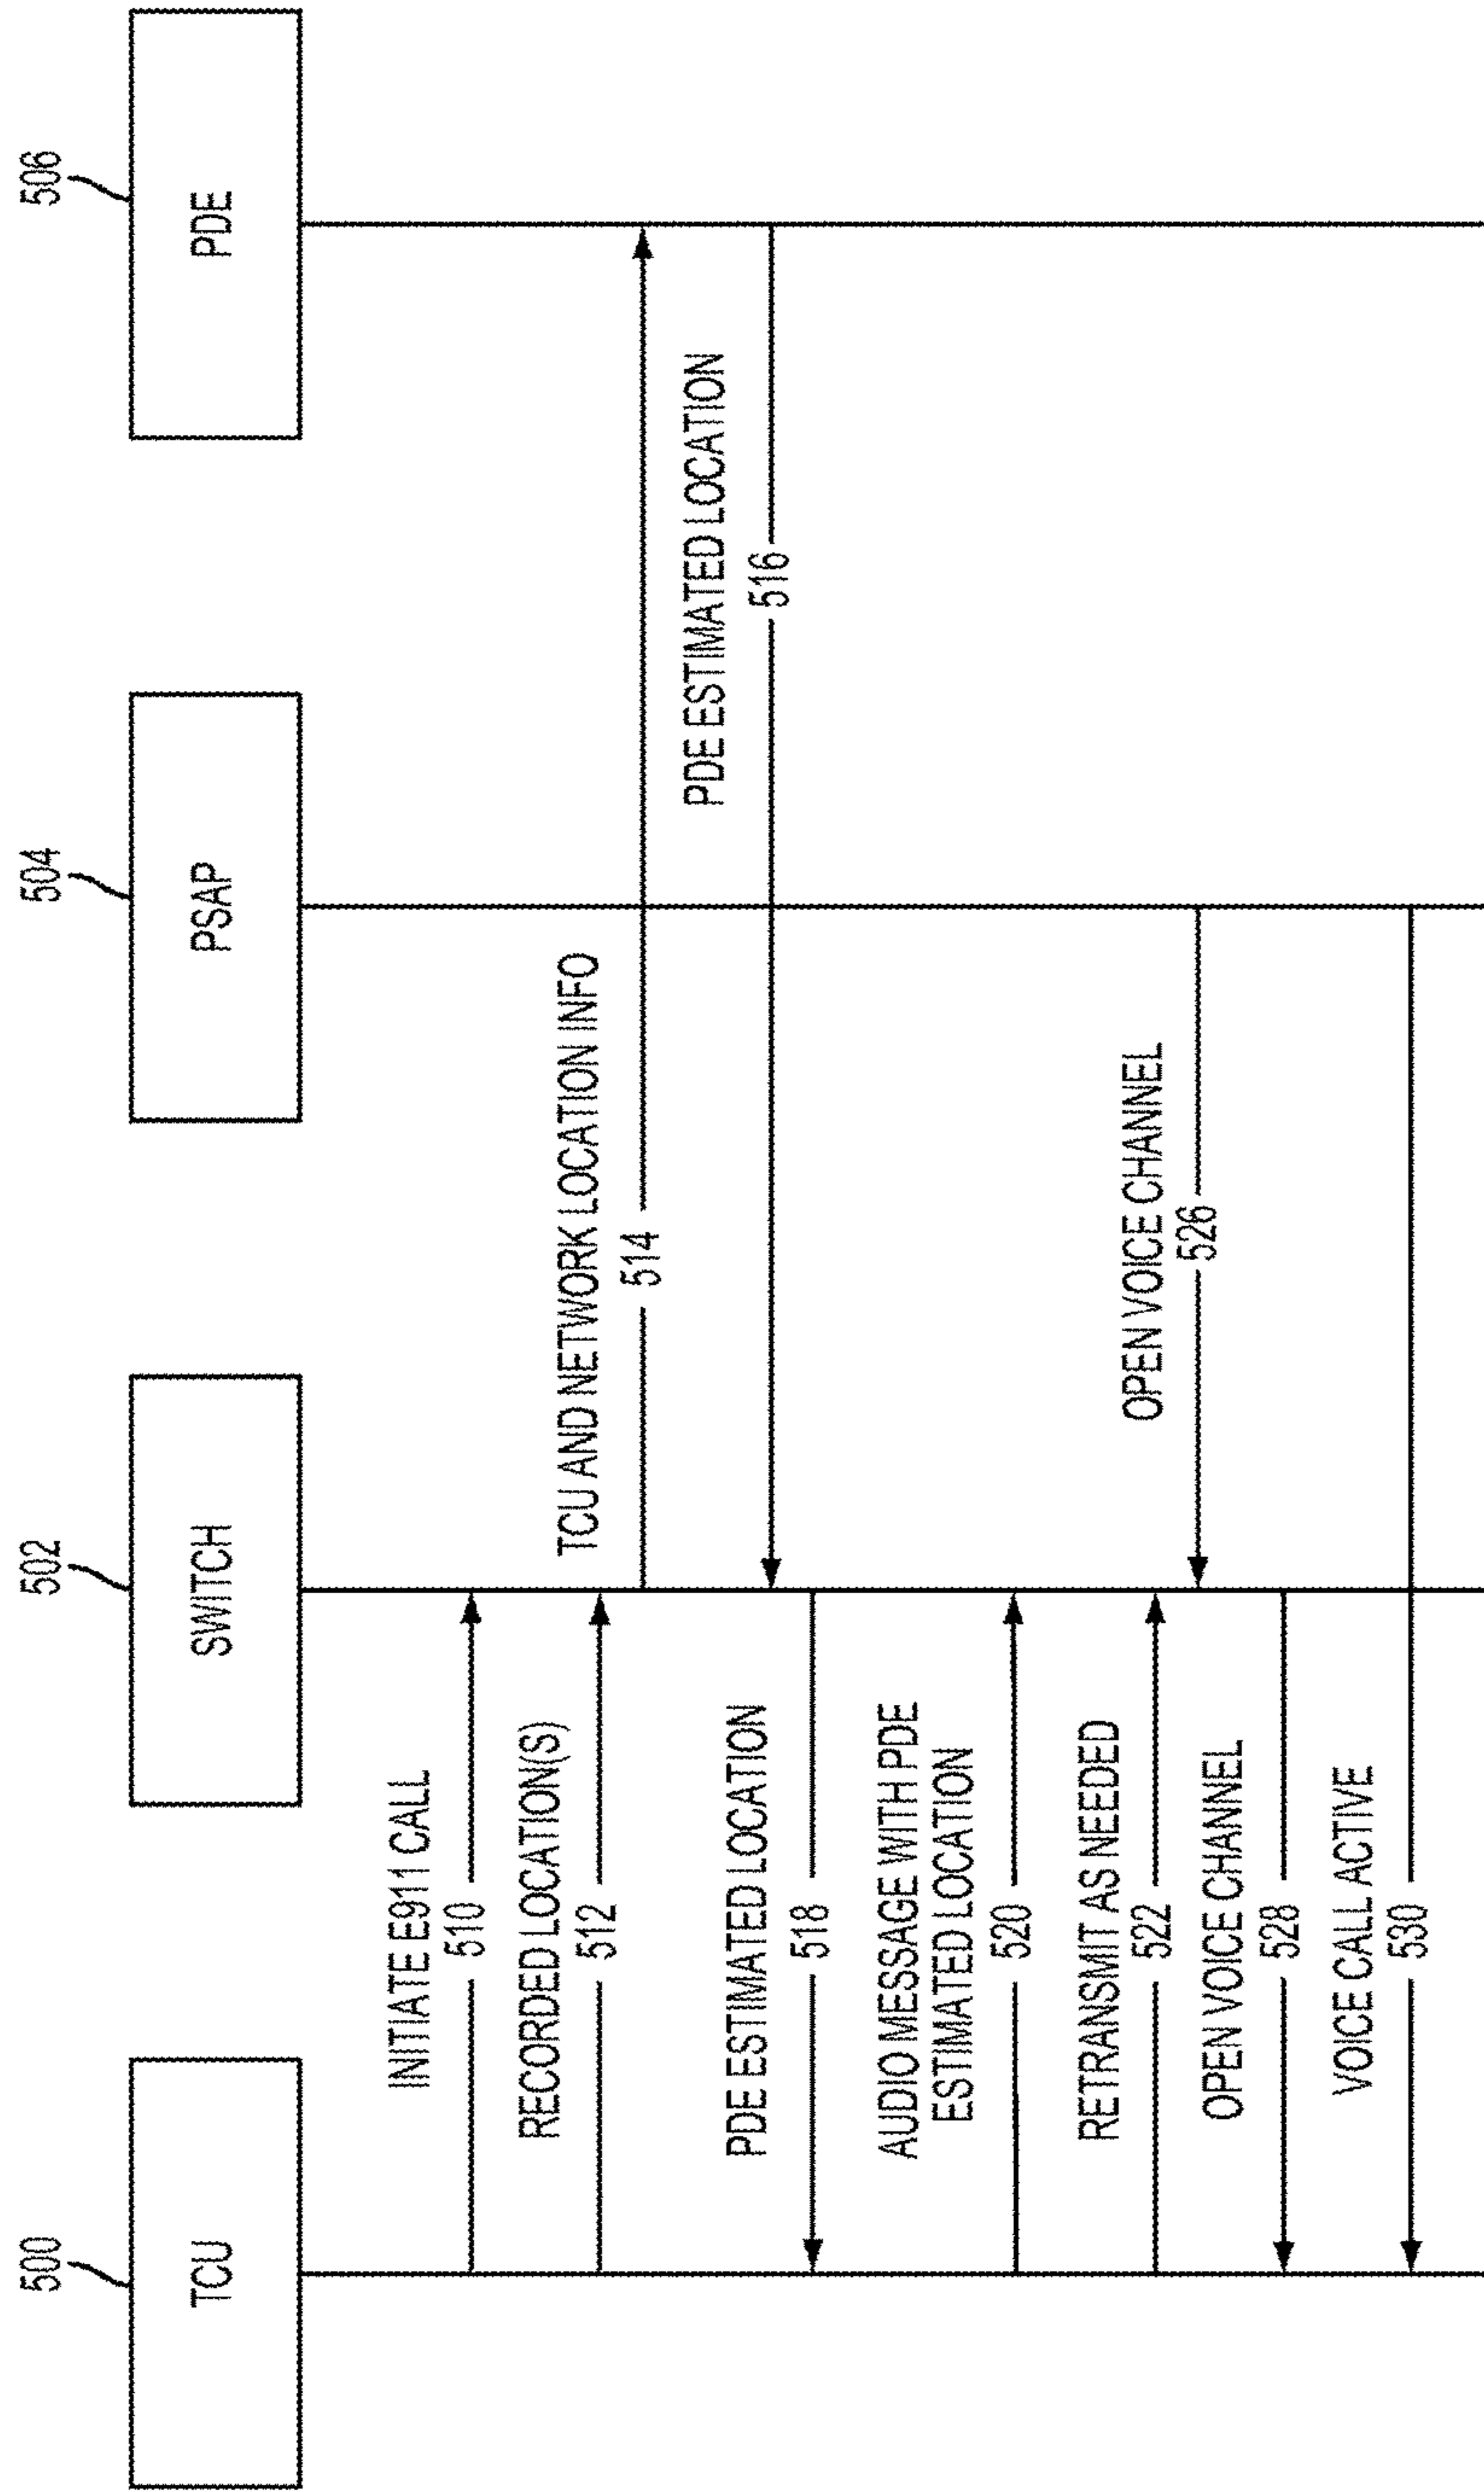 500
TCU
502
SWITCH
504
PSAP
506
PDE
INITIATE E911 CALL
510
RECORDED LOCATION(S)
512
TCU AND NETWORK LOCATION INFO
514
PDE ESTIMATED LOCATION
516
PDE ESTIMATED LOCATION
518
AUDIO MESSAGE WITH PDE
ESTIMATED LOCATION
520
RETRANSMIT AS NEEDED
522
OPEN VOICE CHANNEL
526
OPEN VOICE CHANNEL
528
VOICE CALL ACTIVE
530